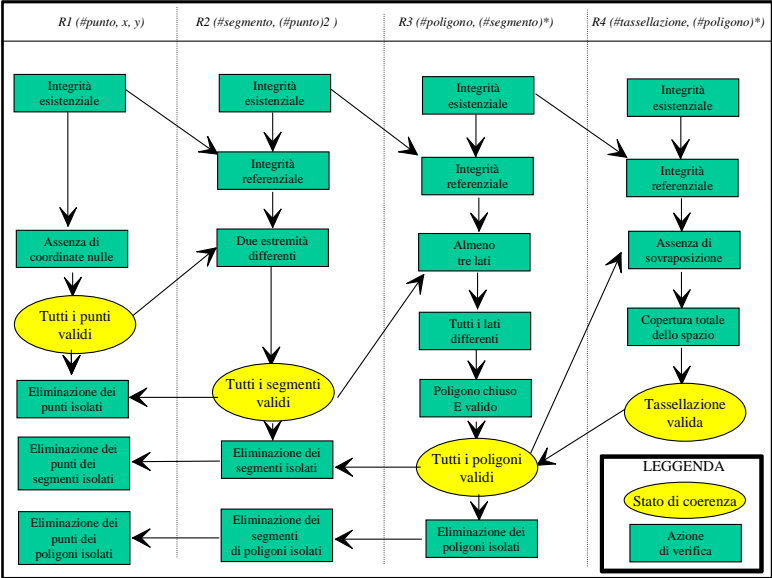 R1 (#punto, x, y)
R2 (#segmento, (#punto)2 )
R3 (#poligono, (#segmento)*)
R4 (#tassellazione, (#poligono)*)
Integrità
esistenziale
Assenza di
coordinate nulle
Tutti i punti
validi
Eliminazione dei
punti isolati
Eliminazione dei
punti dei
segmenti isolati
Eliminazione dei
punti dei
poligoni isolati
Integrità
esistenziale
Integrità
referenziale
Due estremità
differenti
Tutti i segmenti
validi
Eliminazione dei
segmenti isolati
Eliminazione dei
segmenti
di poligoni isolati
Integrità
esistenziale
Integrità
referenziale
Almeno
tre lati
Tutti i lati
differenti
Poligono chiuso
E valido
Tutti i poligoni
validi
Eliminazione dei
poligoni isolati
Integrità
esistenziale
Integrità
referenziale
Assenza di
sovraposizione
Copertura totale
dello spazio
Tassellazione
valida
LEGGENDA
Stato di coerenza
Azione
di verifica